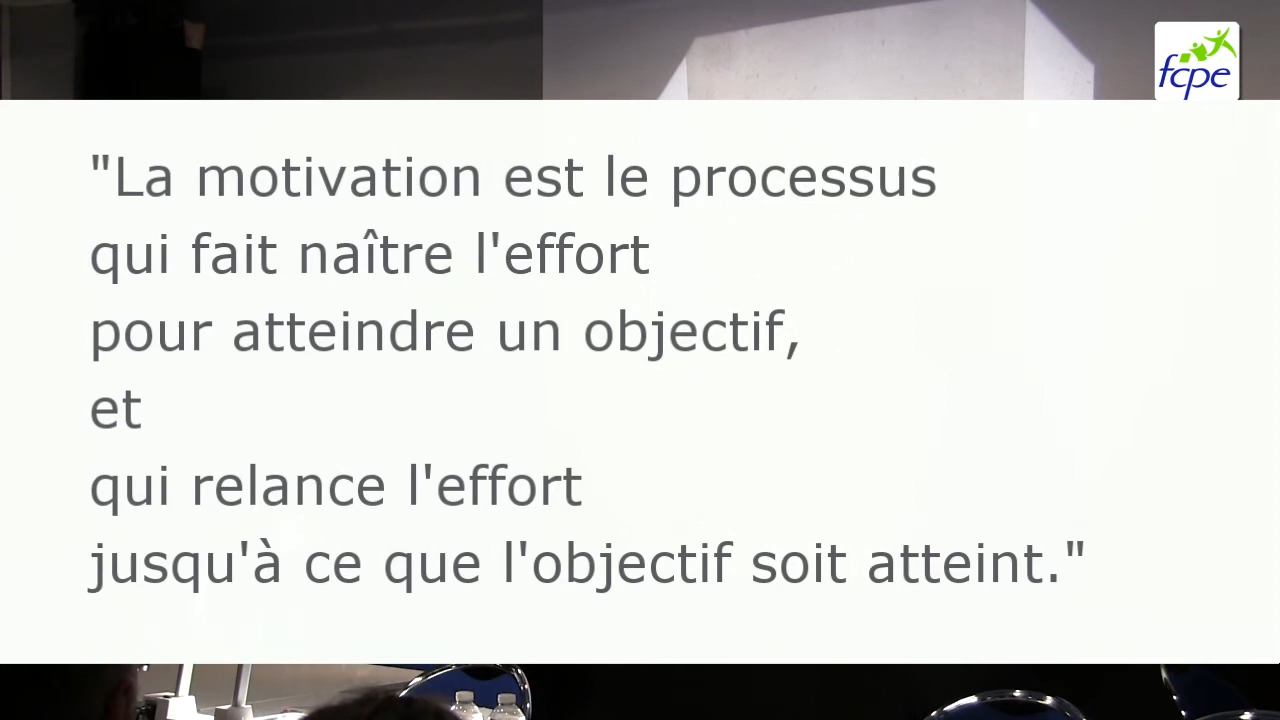 fcpe
"La motivation est le processus
qui fait naître l'effort
pour atteindre un objectif,
et
qui relance l'effort
jusqu'à ce que l'objectif soit atteint."